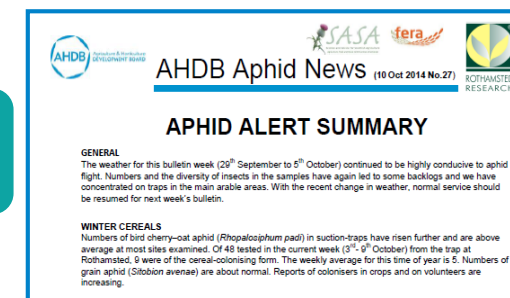 SASA
fera
AHDB
Agriculture & Horticulture
DEVELOPMENT BOARD
AHDB Aphid News (10 Oct 2014 No.27)
ROTHAMSTED
RESEARCH
APHID ALERT SUMMARY
GENERAL
The weather for this bulletin week (29th September to 5th October) continued to be highly conducive to aphid
flight. Numbers and the diversity of insects in the samples have again led to some backlogs and we have
concentrated on traps in the main arable areas. With the recent change in weather, normal service should
be resumed for next week's bulletin.
WINTER CEREALS
Numbers of bird cherry–oat aphid (Rhopalosiphum padi) in suction-traps have risen further and are above
average at most sites examined. Of 48 tested in the current week (3rd- 9th October) from the trap at
Rothamsted, 9 were of the cereal-colonising form. The weekly average for this time of year is 5. Numbers of
grain aphid (Sitobion avenae) are about normal. Reports of colonisers in crops and on volunteers are
increasing.